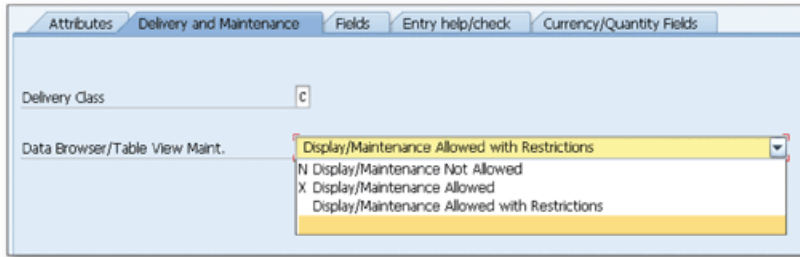 Attributes Delivery and Maintenance Fields Entry help/check Currency/Quantity Fields
Delivery Class C
Data Browser/Table View Maint. Display/Maintenance Allowed with Restrictions
N Display/Maintenance Not Allowed
X Display/Maintenance Allowed
Display/Maintenance Allowed with Restrictions